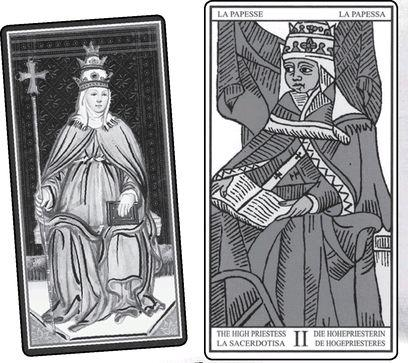 LA PAPESSE LA PAPESSA
THE HIGH PRIESTESS II DIE HOHEPRIESTERIN
LA SACERDOTISA DE HOGEPRIESTERES